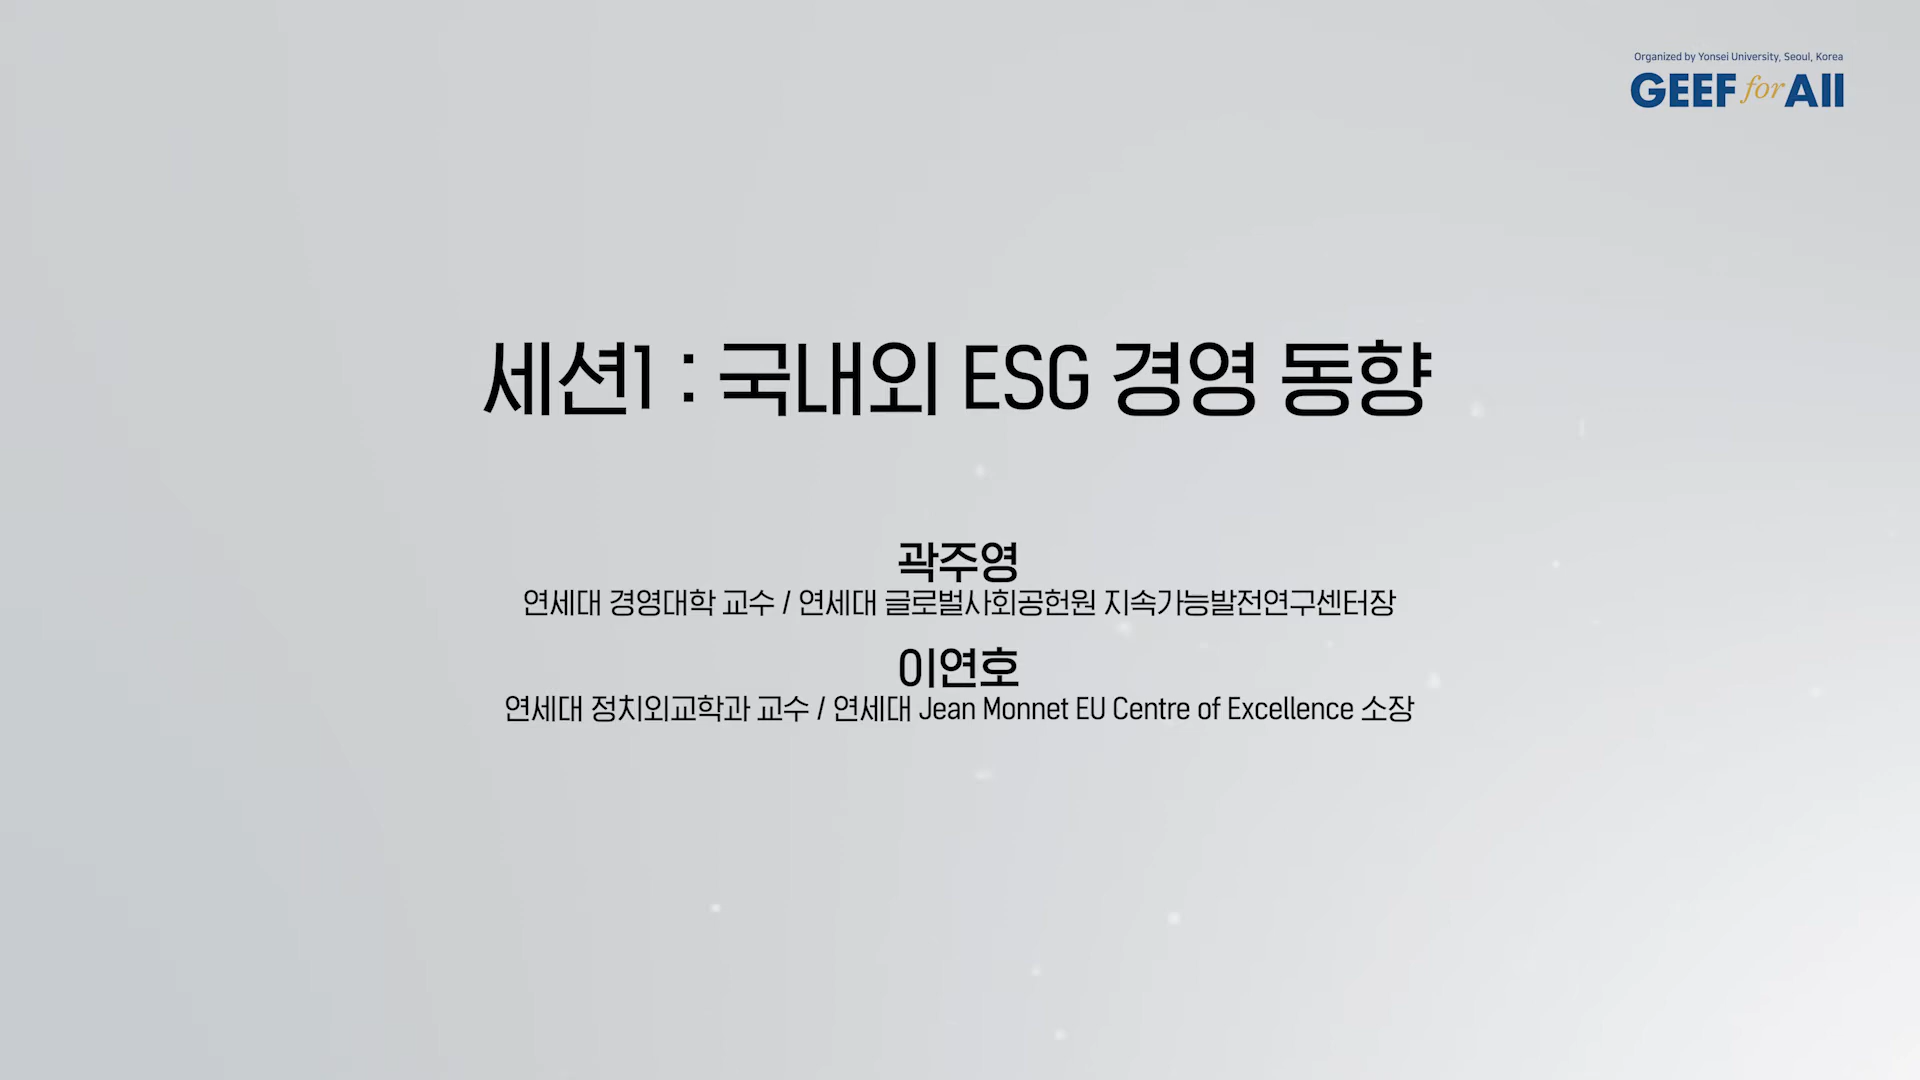 Organized by Yonsei University, Seoul, Korea
GEEF for All
세션1 : 국내외 ESG 경영 동향
곽주영
연세대 경영대학 교수 / 연세대 글로벌사회공헌원 지속가능발전연구센터장
이연호
연세대 정치외교학과 교수 / 연세대 Jean Monnet EU Centre of Excellence 소장